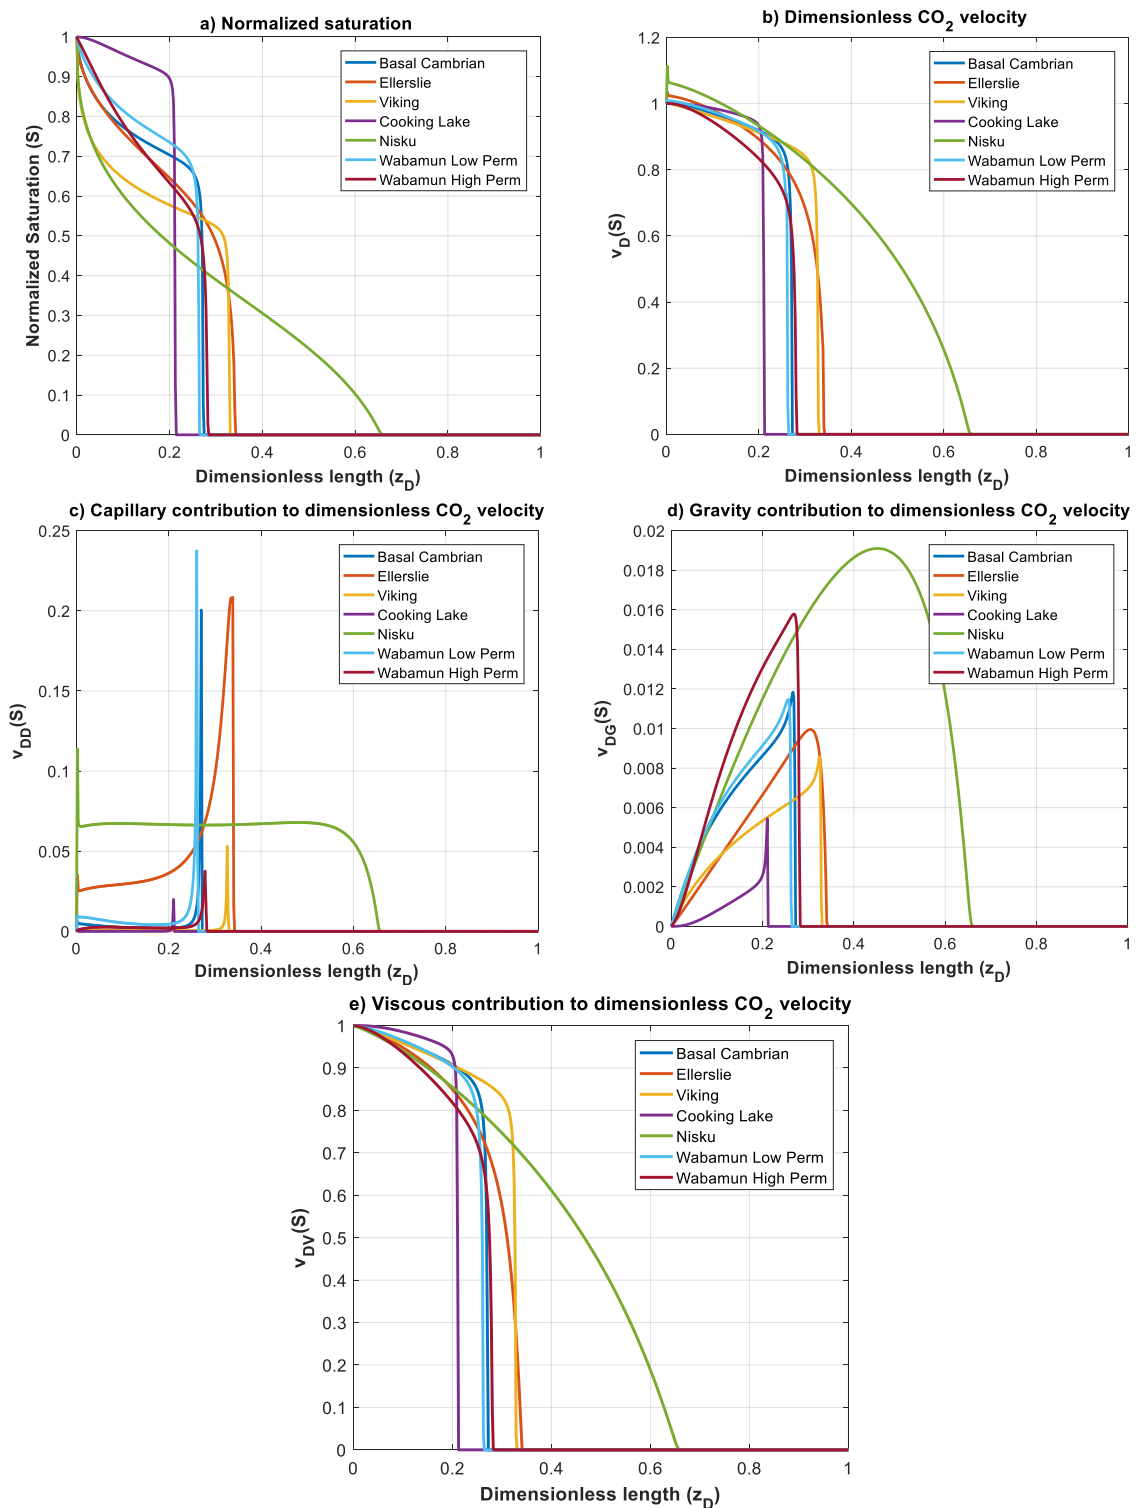 a) Normalized saturation
1
0.9
0.8
0.7
0.6
0.5
0.4
0.3
0.2
0.1
0
Normalized Saturation (S)
Basal Cambrian
Ellerslie
Viking
Cooking Lake
Nisku
Wabamun Low Perm
Wabamun High Perm
0 0.2 0.4 0.6 0.8 1
Dimensionless length (z_D)
b) Dimensionless CO2 velocity
1.2
1
0.8
0.6
0.4
0.2
0
v_D(S)
Basal Cambrian
Ellerslie
Viking
Cooking Lake
Nisku
Wabamun Low Perm
Wabamun High Perm
0 0.2 0.4 0.6 0.8 1
Dimensionless length (z_D)
c) Capillary contribution to dimensionless CO2 velocity
0.25
0.2
0.15
0.1
0.05
0
v_DD(S)
Basal Cambrian
Ellerslie
Viking
Cooking Lake
Nisku
Wabamun Low Perm
Wabamun High Perm
0 0.2 0.4 0.6 0.8 1
Dimensionless length (z_D)
d) Gravity contribution to dimensionless CO2 velocity
0.02
0.018
0.016
0.014
0.012
0.01
0.008
0.006
0.004
0.002
0
v_DG(S)
Basal Cambrian
Ellerslie
Viking
Cooking Lake
Nisku
Wabamun Low Perm
Wabamun High Perm
0 0.2 0.4 0.6 0.8 1
Dimensionless length (z_D)
e) Viscous contribution to dimensionless CO2 velocity
1
0.9
0.8
0.7
0.6
0.5
0.4
0.3
0.2
0.1
0
v_DV(S)
Basal Cambrian
Ellerslie
Viking
Cooking Lake
Nisku
Wabamun Low Perm
Wabamun High Perm
0 0.2 0.4 0.6 0.8 1
Dimensionless length (z_D)